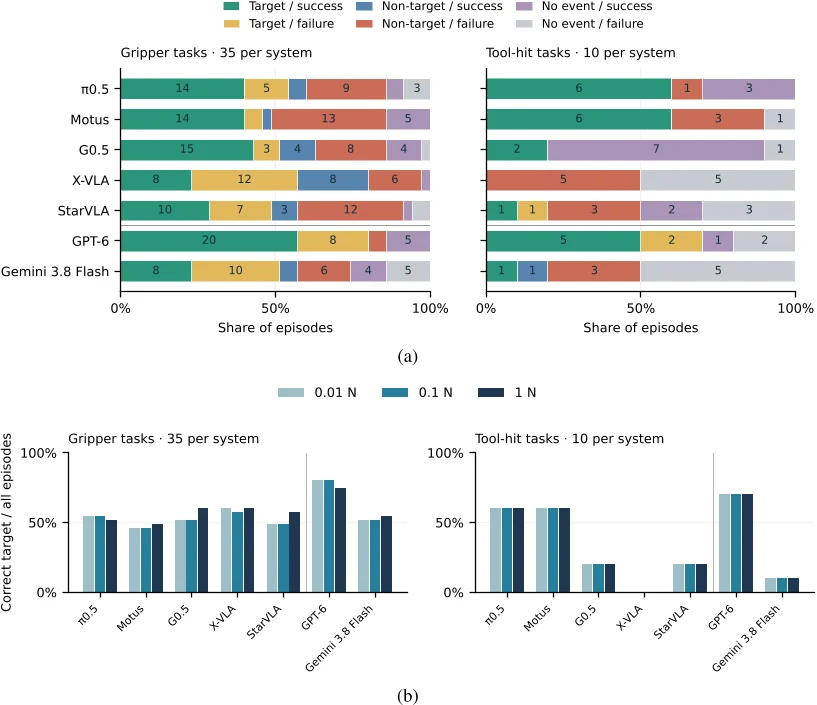 Target / success Non-target / success No event / success
Target / failure Non-target / failure No event / failure
Gripper tasks · 35 per system Tool-hit tasks · 10 per system
π0.5 14 5 9 3 6 1 3
Motus 14 13 5 6 3 1
G0.5 15 3 4 8 4 2 7 1
X-VLA 8 12 8 6 5 5
StarVLA 10 7 3 12 1 1 3 2 3
GPT-6 20 8 5 5 2 1 2
Gemini 3.8 Flash 8 10 6 4 5 1 1 3 5
0% 50% 100% 0% 50% 100%
Share of episodes Share of episodes
(a)
0.01 N 0.1 N 1 N
Gripper tasks · 35 per system Tool-hit tasks · 10 per system
Correct target / all episodes
100% 100%
50% 50%
0% 0%
π0.5 Motus G0.5 X-VLA StarVLA GPT-6 Gemini 3.8 Flash π0.5 Motus G0.5 X-VLA StarVLA GPT-6 Gemini 3.8 Flash
(b)